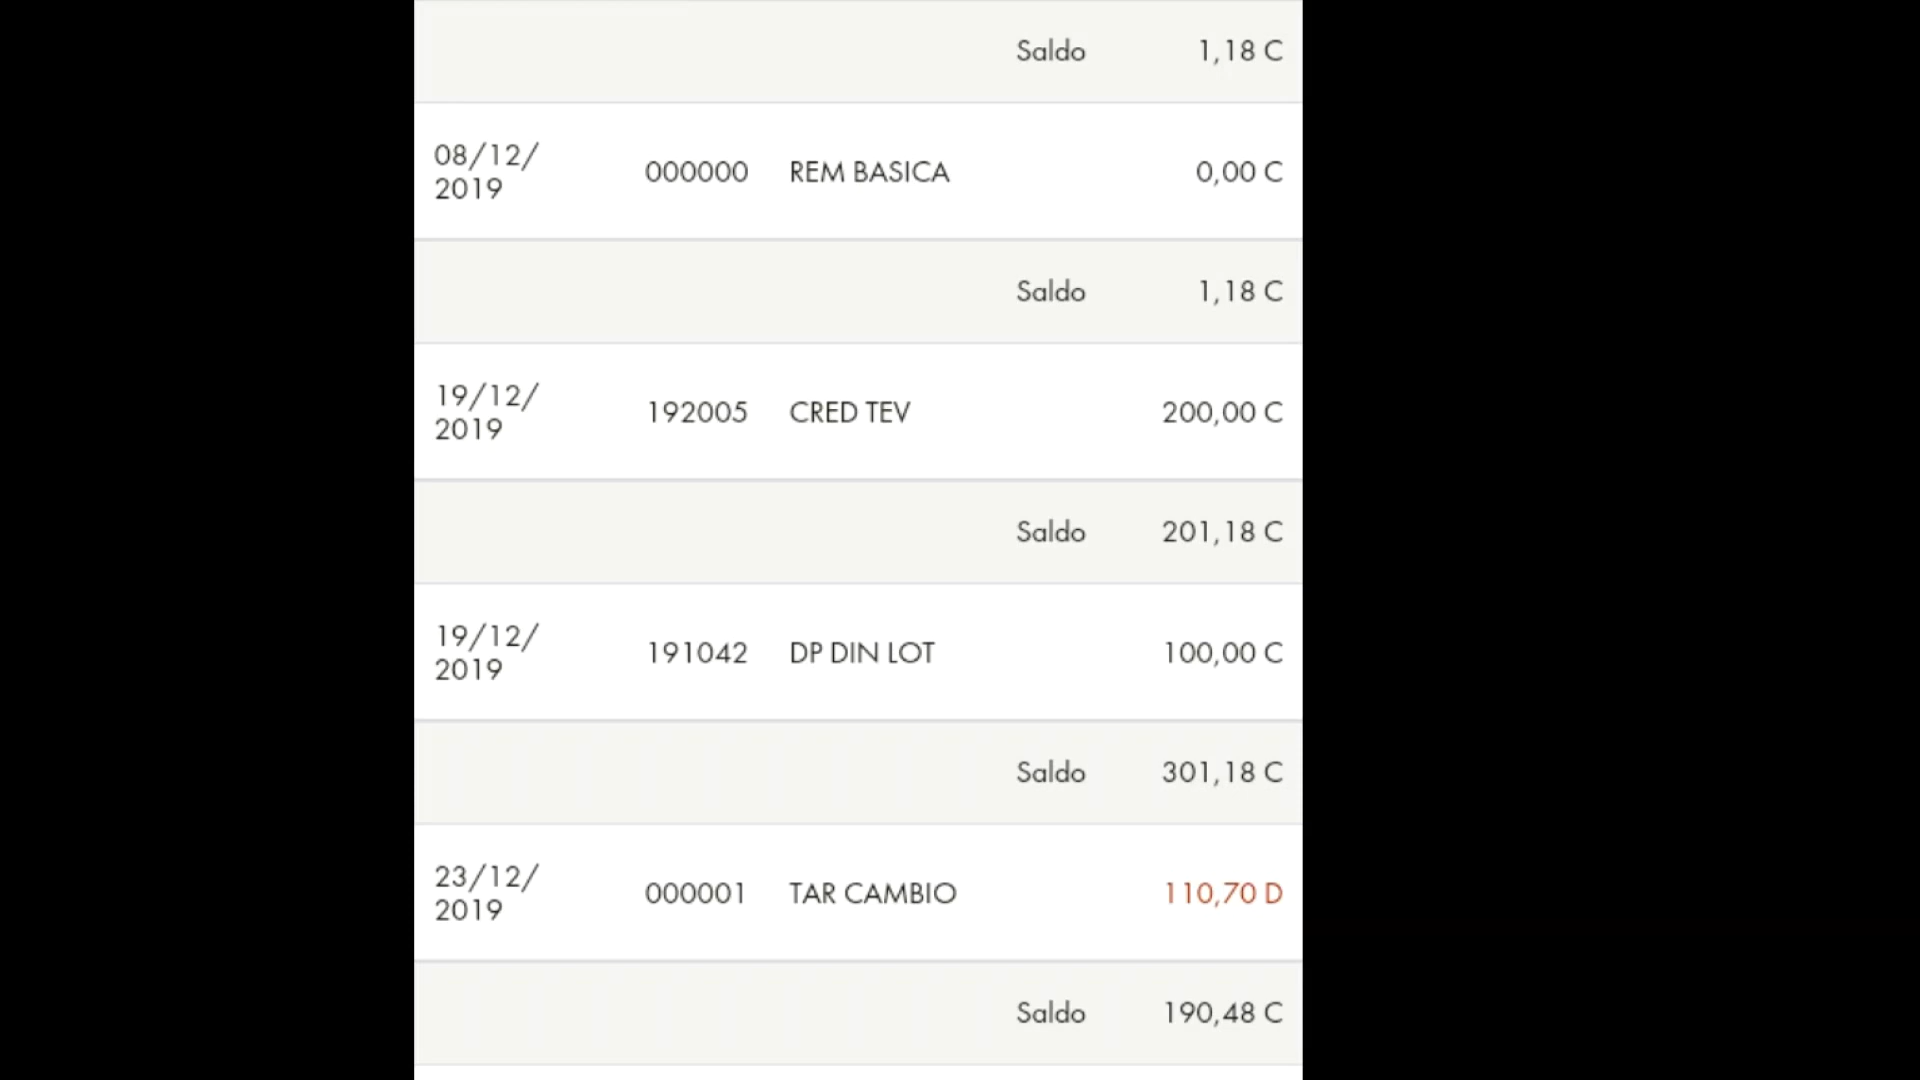 Saldo 1,18 C
08/12/
2019 000000 REM BASICA 0,00 C
Saldo 1,18 C
19/12/
2019 192005 CRED TEV 200,00 C
Saldo 201,18 C
19/12/
2019 191042 DP DIN LOT 100,00 C
Saldo 301,18 C
23/12/
2019 000001 TAR CAMBIO 110,70 D
Saldo 190,48 C